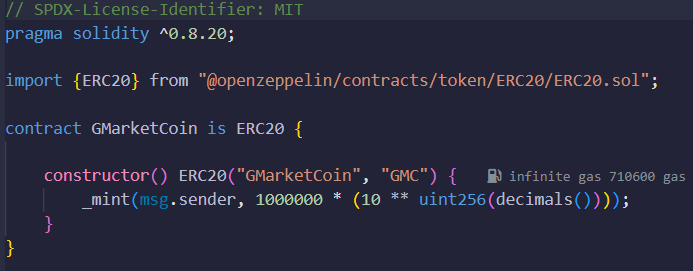 // SPDX-License-Identifier: MIT
pragma solidity ^0.8.20;
import {ERC20} from "@openzeppelin/contracts/token/ERC20/ERC20.sol";
contract GMarketCoin is ERC20 {
constructor() ERC20("GMarketCoin", "GMC") { infinite gas 710600 gas
_mint(msg.sender, 1000000 * (10 ** uint256(decimals())));
}
}